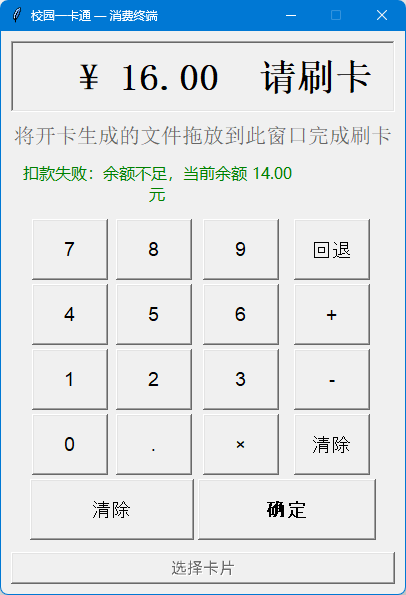 校园一卡通 — 消费终端
¥ 16.00 请刷卡
将开卡生成的文件拖放到此窗口完成刷卡
扣款失败：余额不足，当前余额 14.00
元
7 8 9 回退
4 5 6 +
1 2 3 -
0 . × 清除
清除 确定
选择卡片